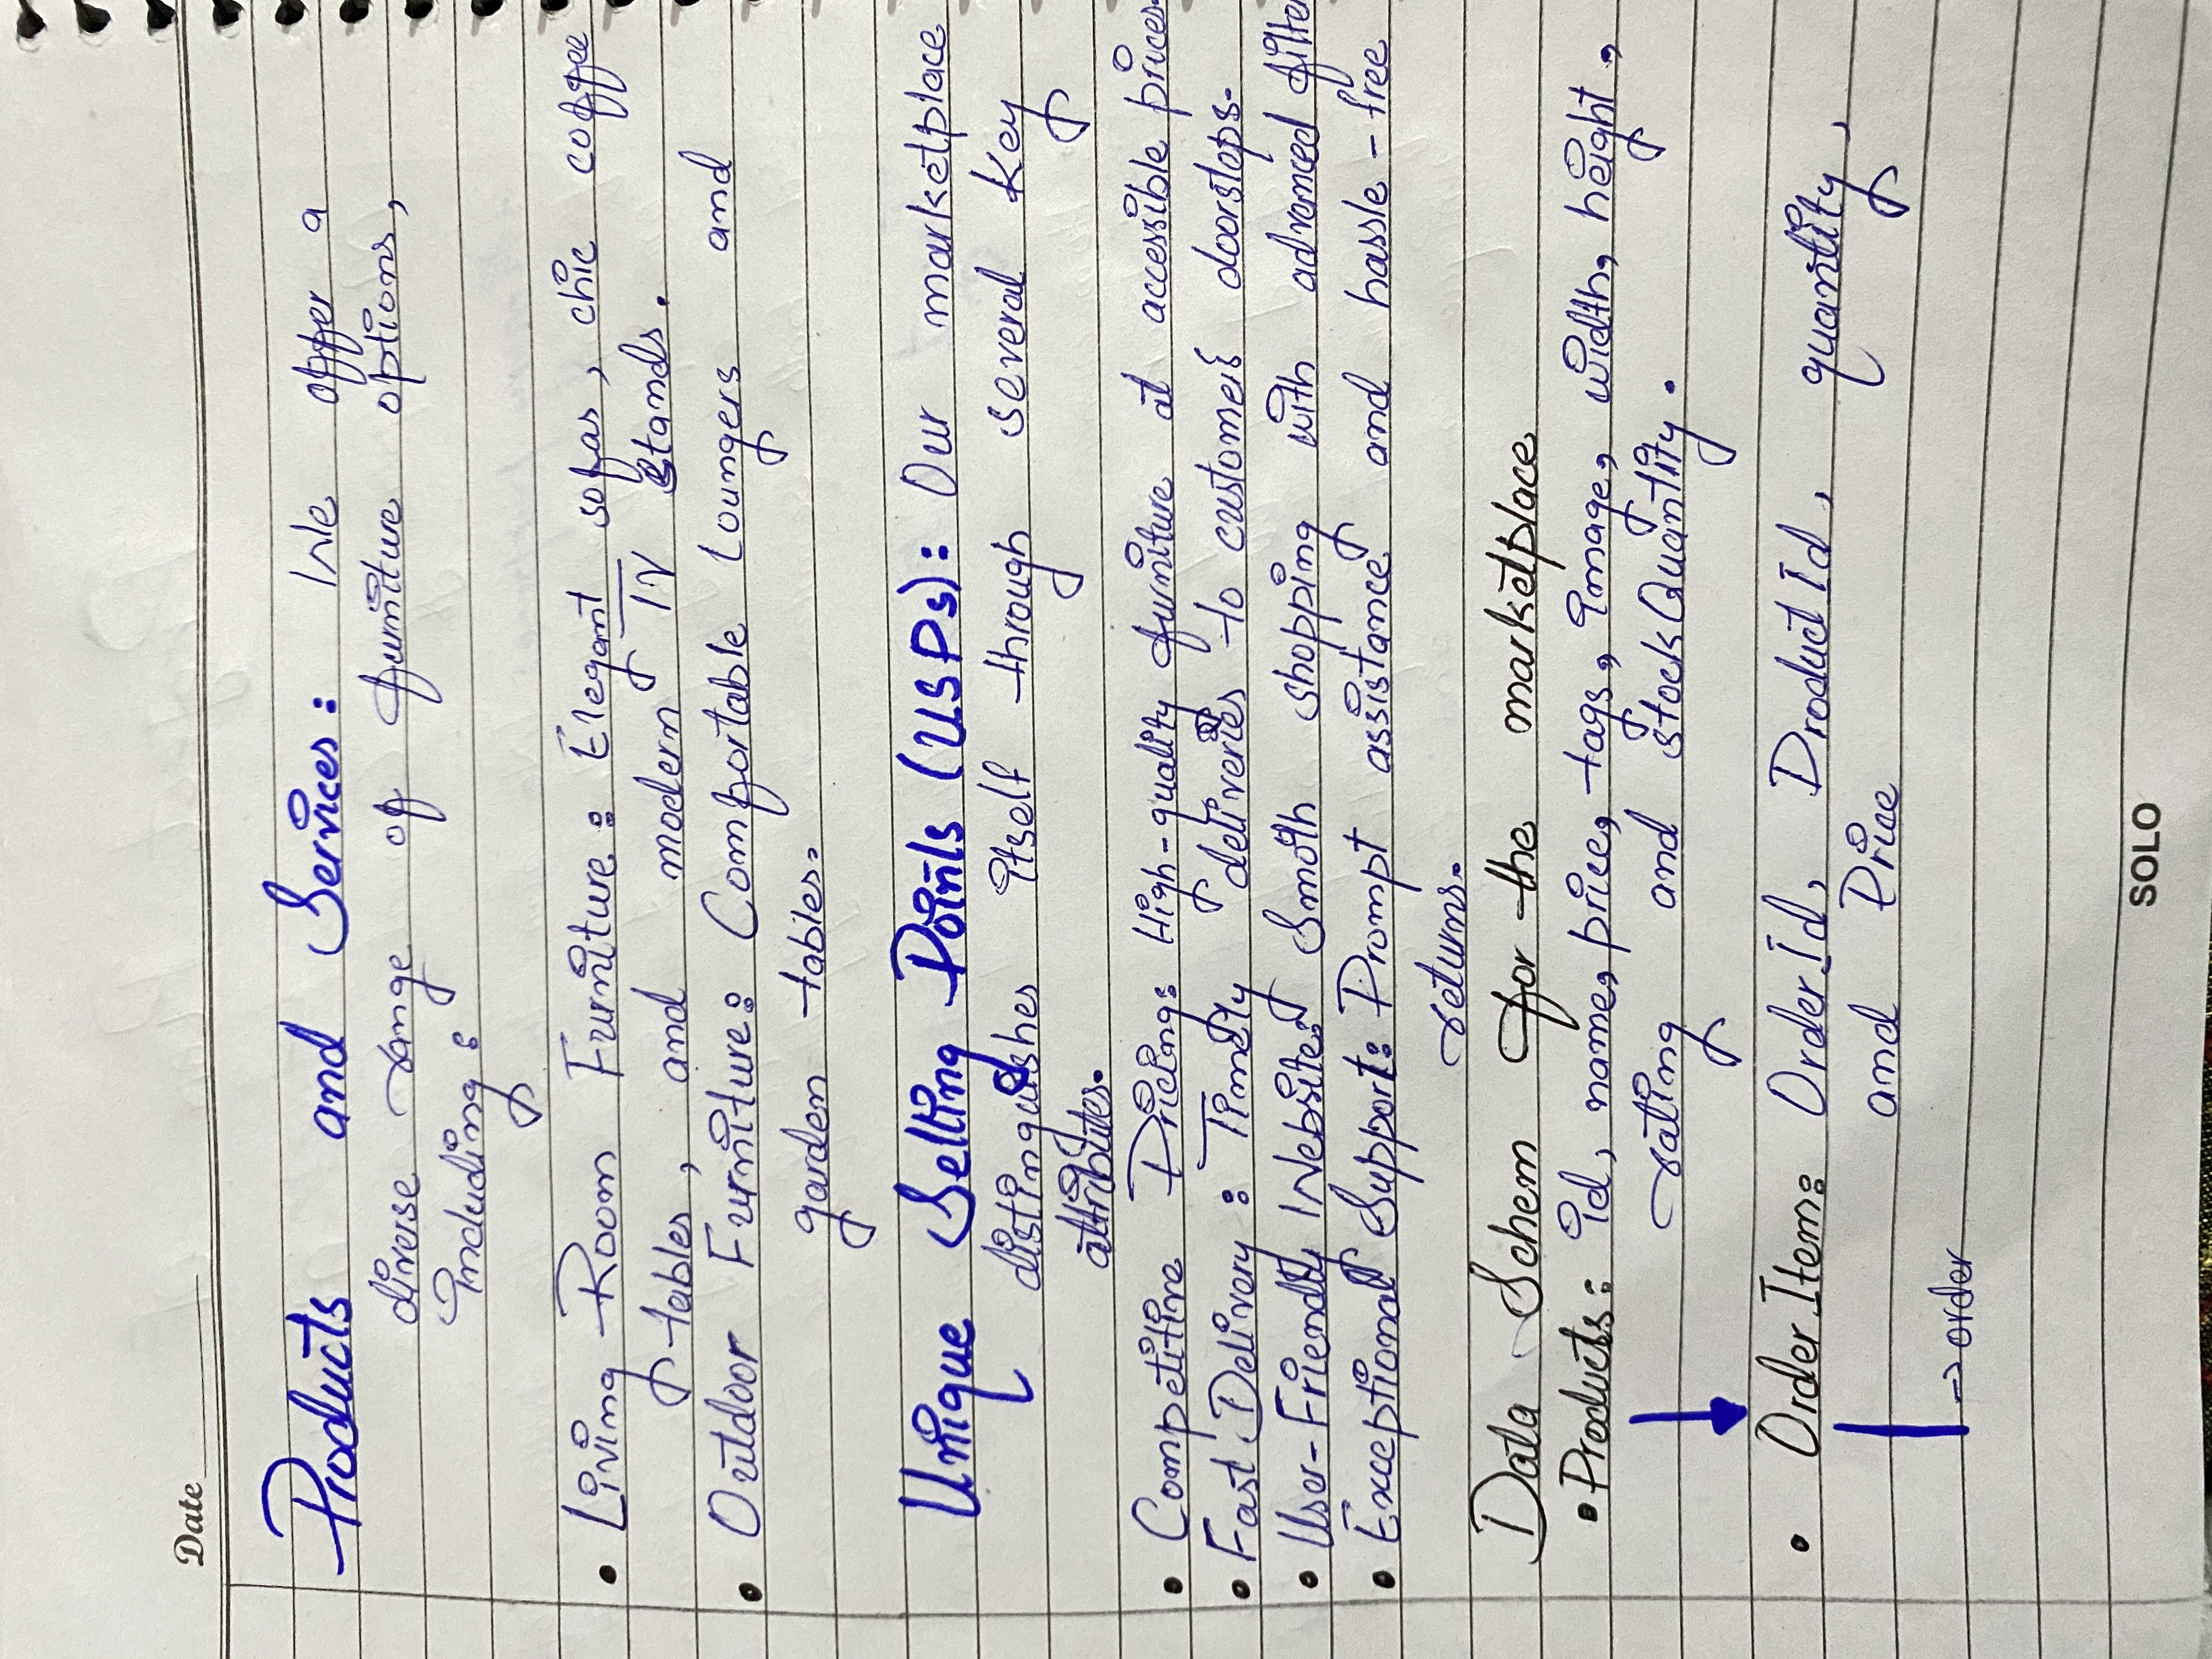 Date
Products and Services: We offer a
diverse range of furniture options,
including:
• Living Room Furniture: Elegant sofas, chic coffee
tables, and modern TV stands.
• Outdoor Furniture: Comfortable loungers and
garden tables.
Unique Selling Points (USPs): Our marketplace
distinguishes itself through several key
attributes.
• Competitive Pricing: High-quality furniture at accessible prices.
• Fast Delivery: Timely deliveries to customers' doorsteps.
• User-Friendly Website: Smoth shopping with advanced filte
• Exceptional Support: Prompt assistance and hassle-free
returns.
Data Schem for the marketplace
• Products: id, name, price, tags, image, width, height,
rating and stockQuantity.
• OrderItem: OrderId, ProductId, quantity,
and Price
→ order
SOLO